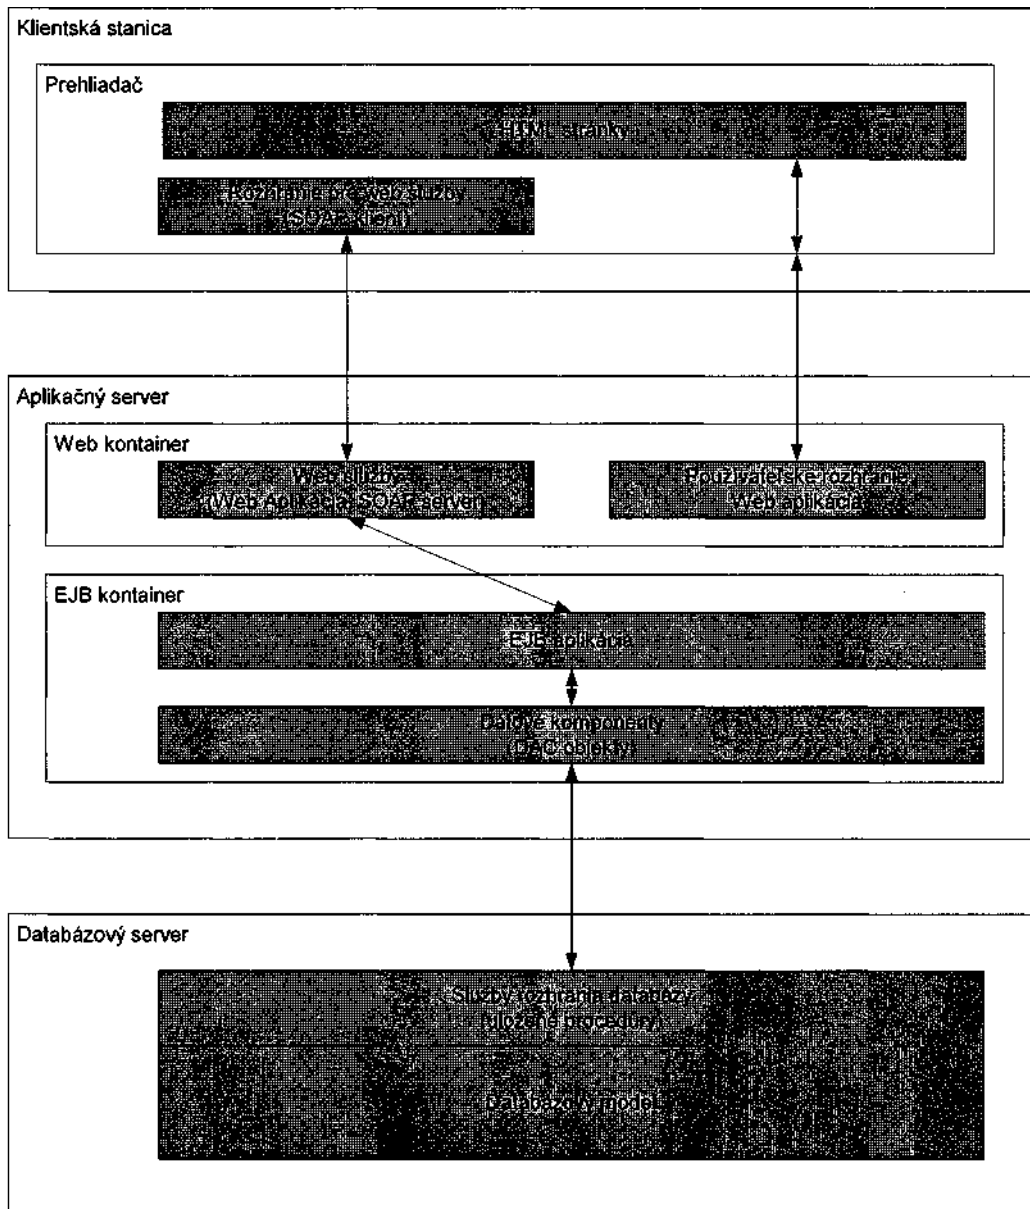 Klientská stanica
Prehliadač
HTML stránky
Rozhranie pre web služby
(SOAP klient)
Aplikačný server
Web kontainer
Web služby
(Web Aplikácia, SOAP server)
Používateľské rozhranie
Web aplikácia
EJB kontainer
EJB aplikácia
Dátové komponenty
(DAC objekty)
Databázový server
Služby rozhrania databázy
(uložené procedúry)
Databázový model